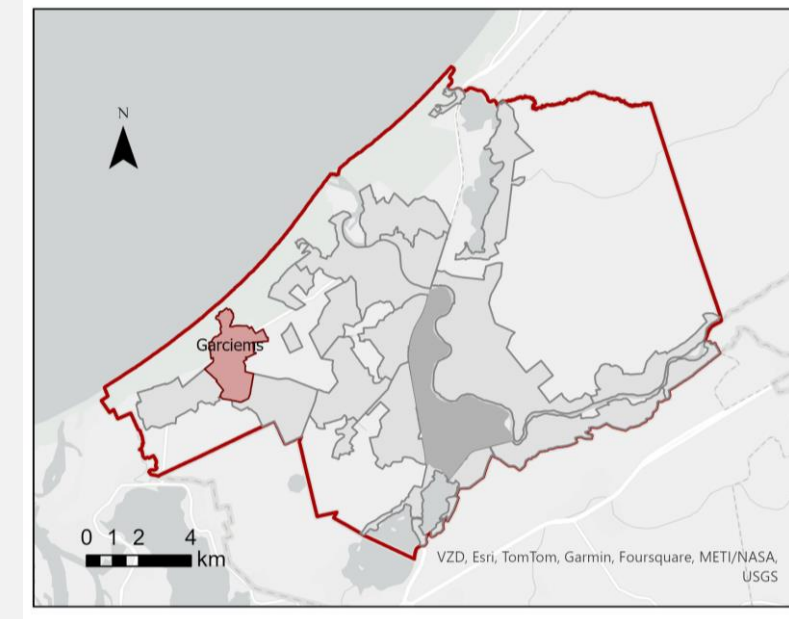 N
Garciems
0 1 2 4
km
VZD, Esri, TomTom, Garmin, Foursquare, METI/NASA,
USGS